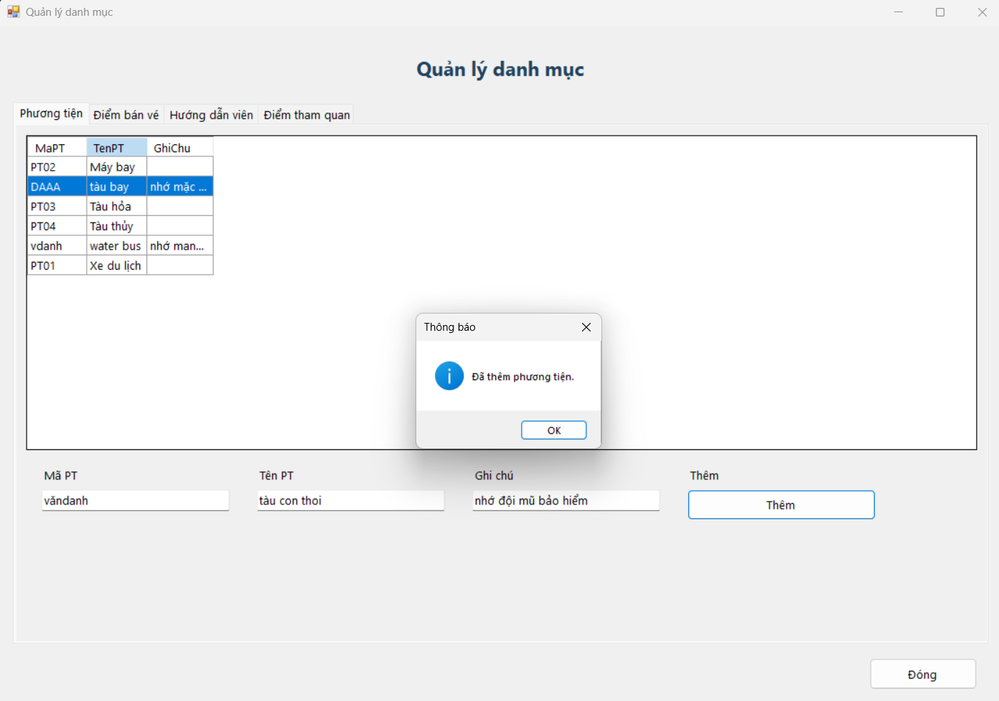 Quản lý danh mục
Quản lý danh mục
Phương tiện Điểm bán vé Hướng dẫn viên Điểm tham quan
MaPT TenPT GhiChu
PT02 Máy bay
DAAA tàu bay nhớ mặc ...
PT03 Tàu hỏa
PT04 Tàu thủy
vdanh water bus nhớ man...
PT01 Xe du lịch
Thông báo
Đã thêm phương tiện.
OK
Mã PT Tên PT Ghi chú Thêm
văndanh tàu con thoi nhớ đội mũ bảo hiểm Thêm
Đóng